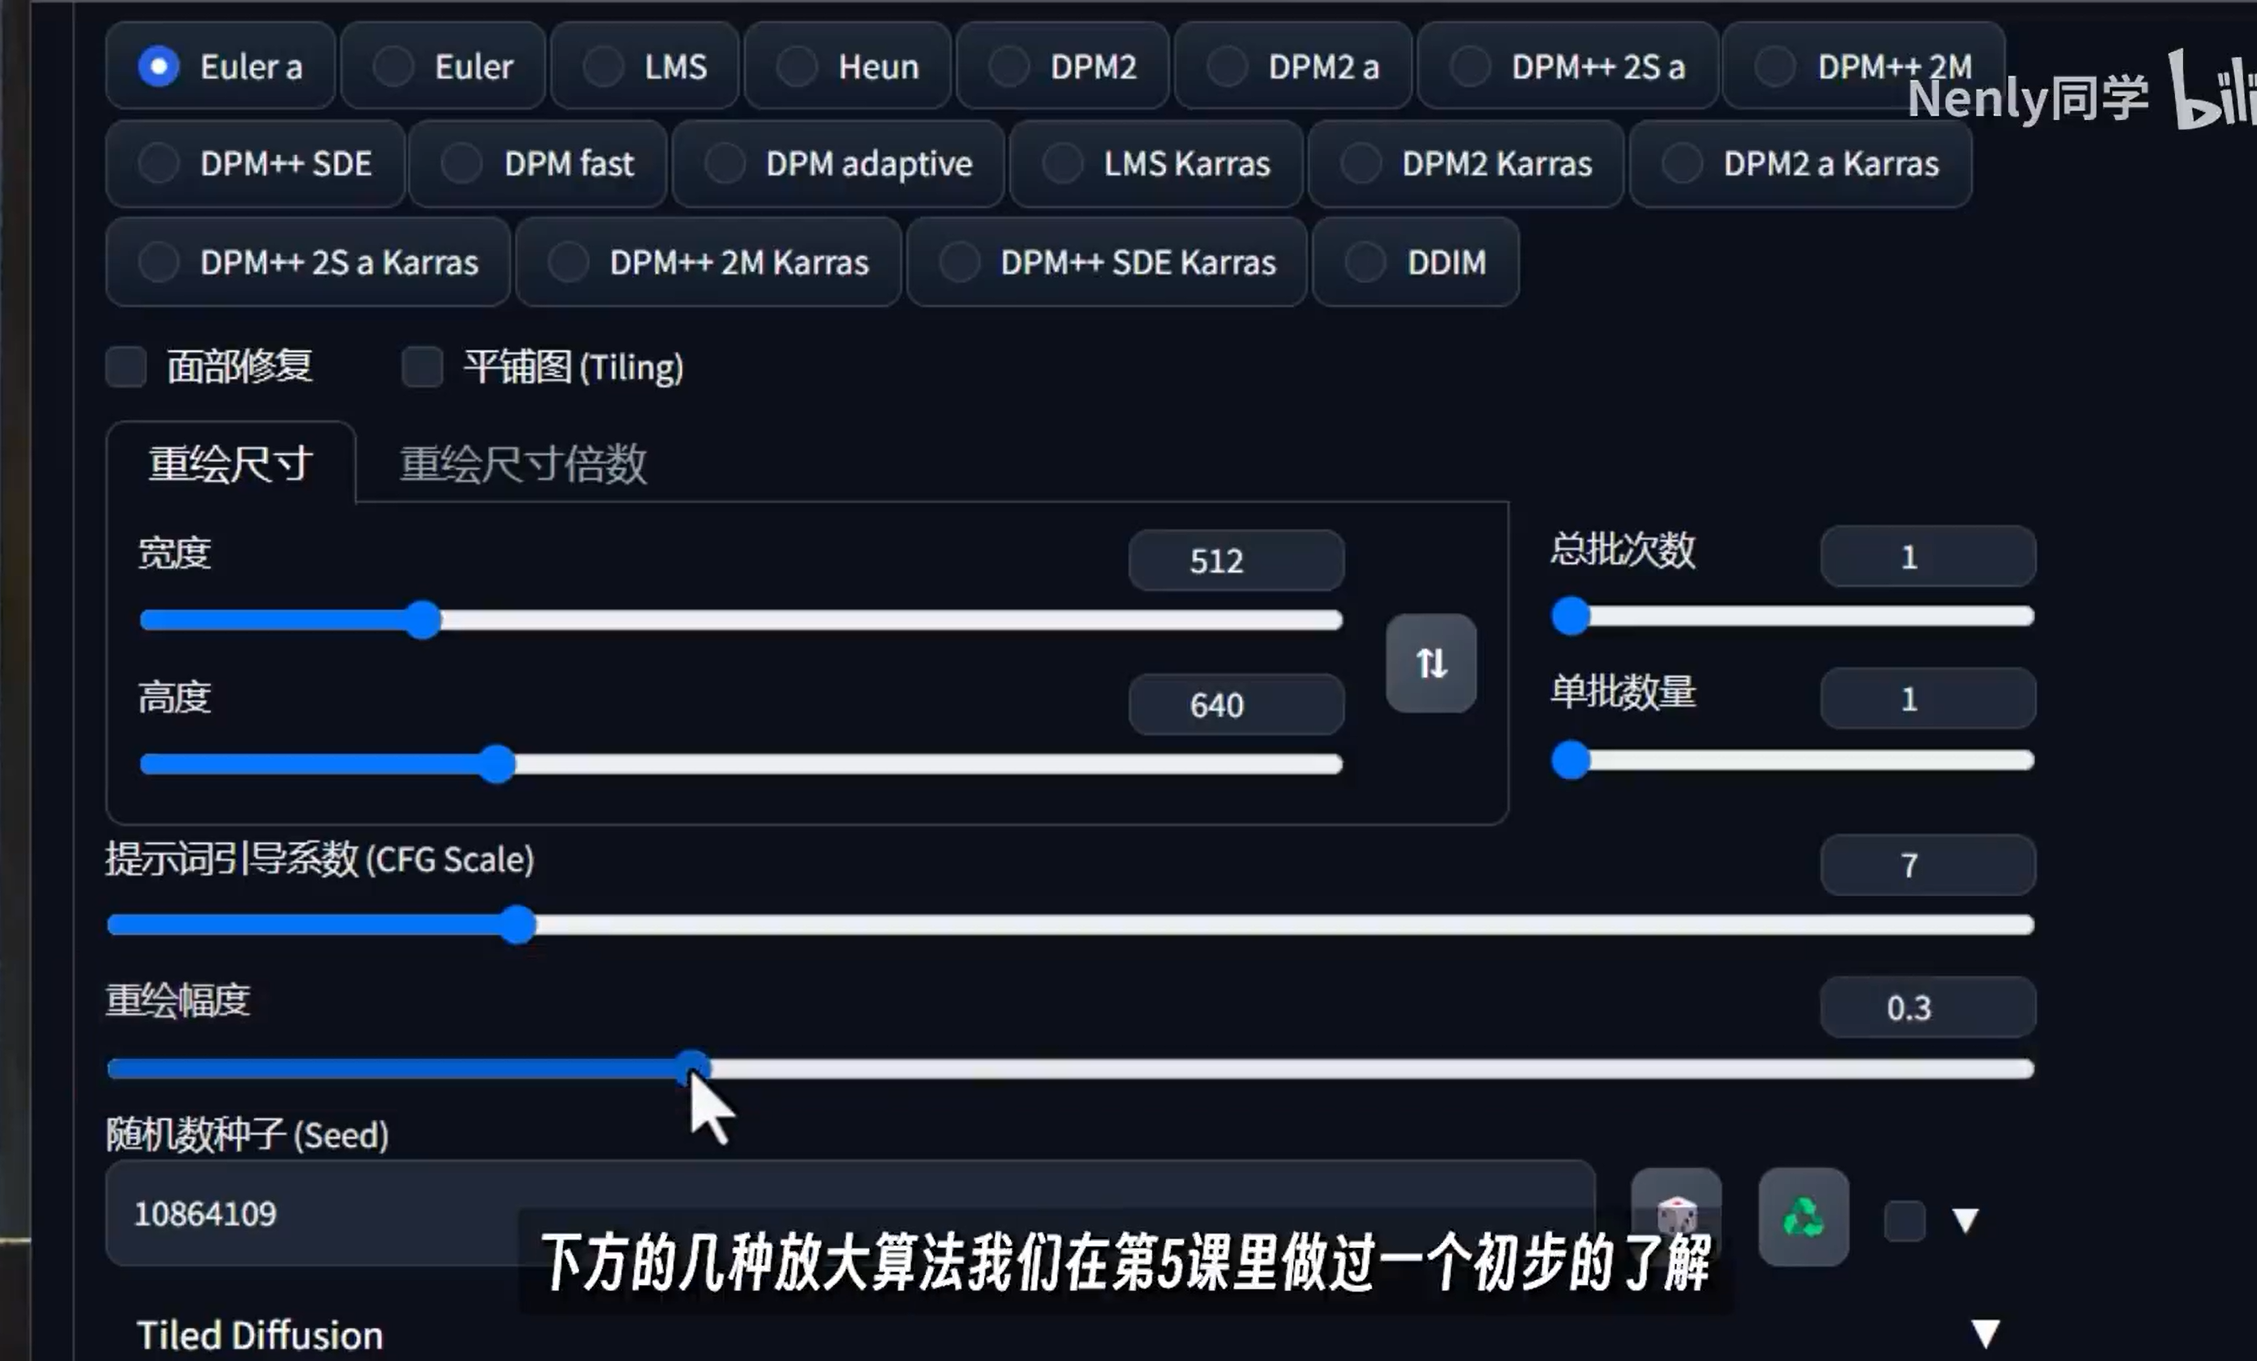 Euler a Euler LMS Heun DPM2 DPM2 a DPM++ 2S a DPM++ 2M
Nenly同学 bili
DPM++ SDE DPM fast DPM adaptive LMS Karras DPM2 Karras DPM2 a Karras
DPM++ 2S a Karras DPM++ 2M Karras DPM++ SDE Karras DDIM
面部修复 平铺图 (Tiling)
重绘尺寸 重绘尺寸倍数
宽度 512
高度 640
总批次数 1
单批数量 1
提示词引导系数 (CFG Scale) 7
重绘幅度 0.3
随机数种子 (Seed)
10864109
下方的几种放大算法我们在第5课里做过一个初步的了解
Tiled Diffusion